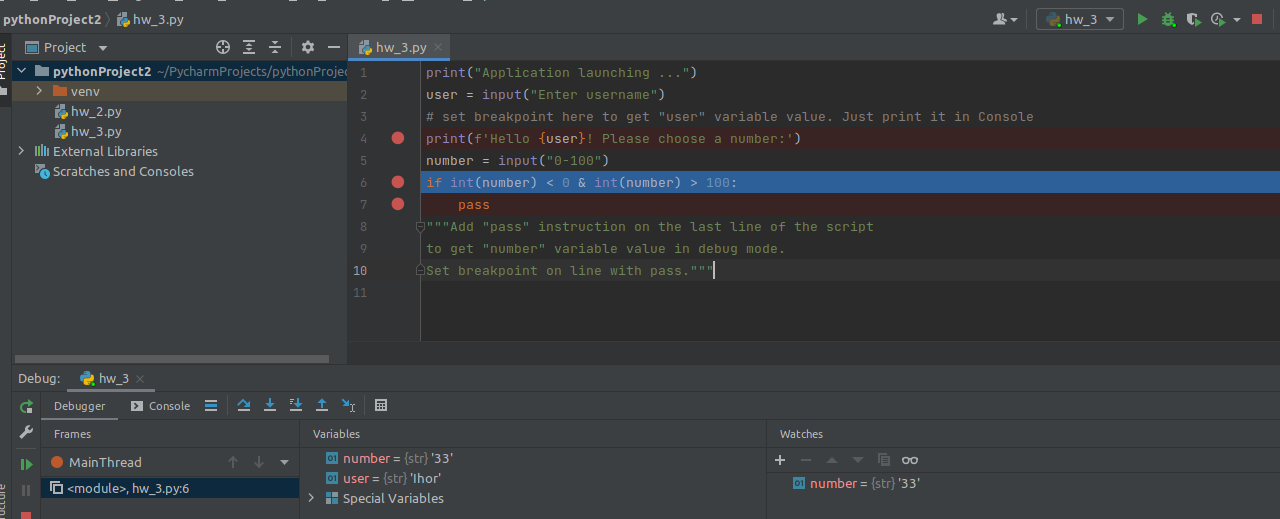 pythonProject2 hw_3.py hw_3
Project hw_3.py
Project
pythonProject2 ~/PycharmProjects/pythonProjec
venv
hw_2.py
hw_3.py
External Libraries
Scratches and Consoles
1 print("Application launching ...")
2 user = input("Enter username")
3 # set breakpoint here to get "user" variable value. Just print it in Console
4 print(f'Hello {user}! Please choose a number:')
5 number = input("0-100")
6 if int(number) < 0 & int(number) > 100:
7 pass
8 """Add "pass" instruction on the last line of the script
9 to get "number" variable value in debug mode.
10 Set breakpoint on line with pass."""
11
Debug: hw_3
Debugger Console
Frames Variables Watches
MainThread
<module>, hw_3.py:6
number = {str} '33'
user = {str} 'Ihor'
Special Variables
number = {str} '33'